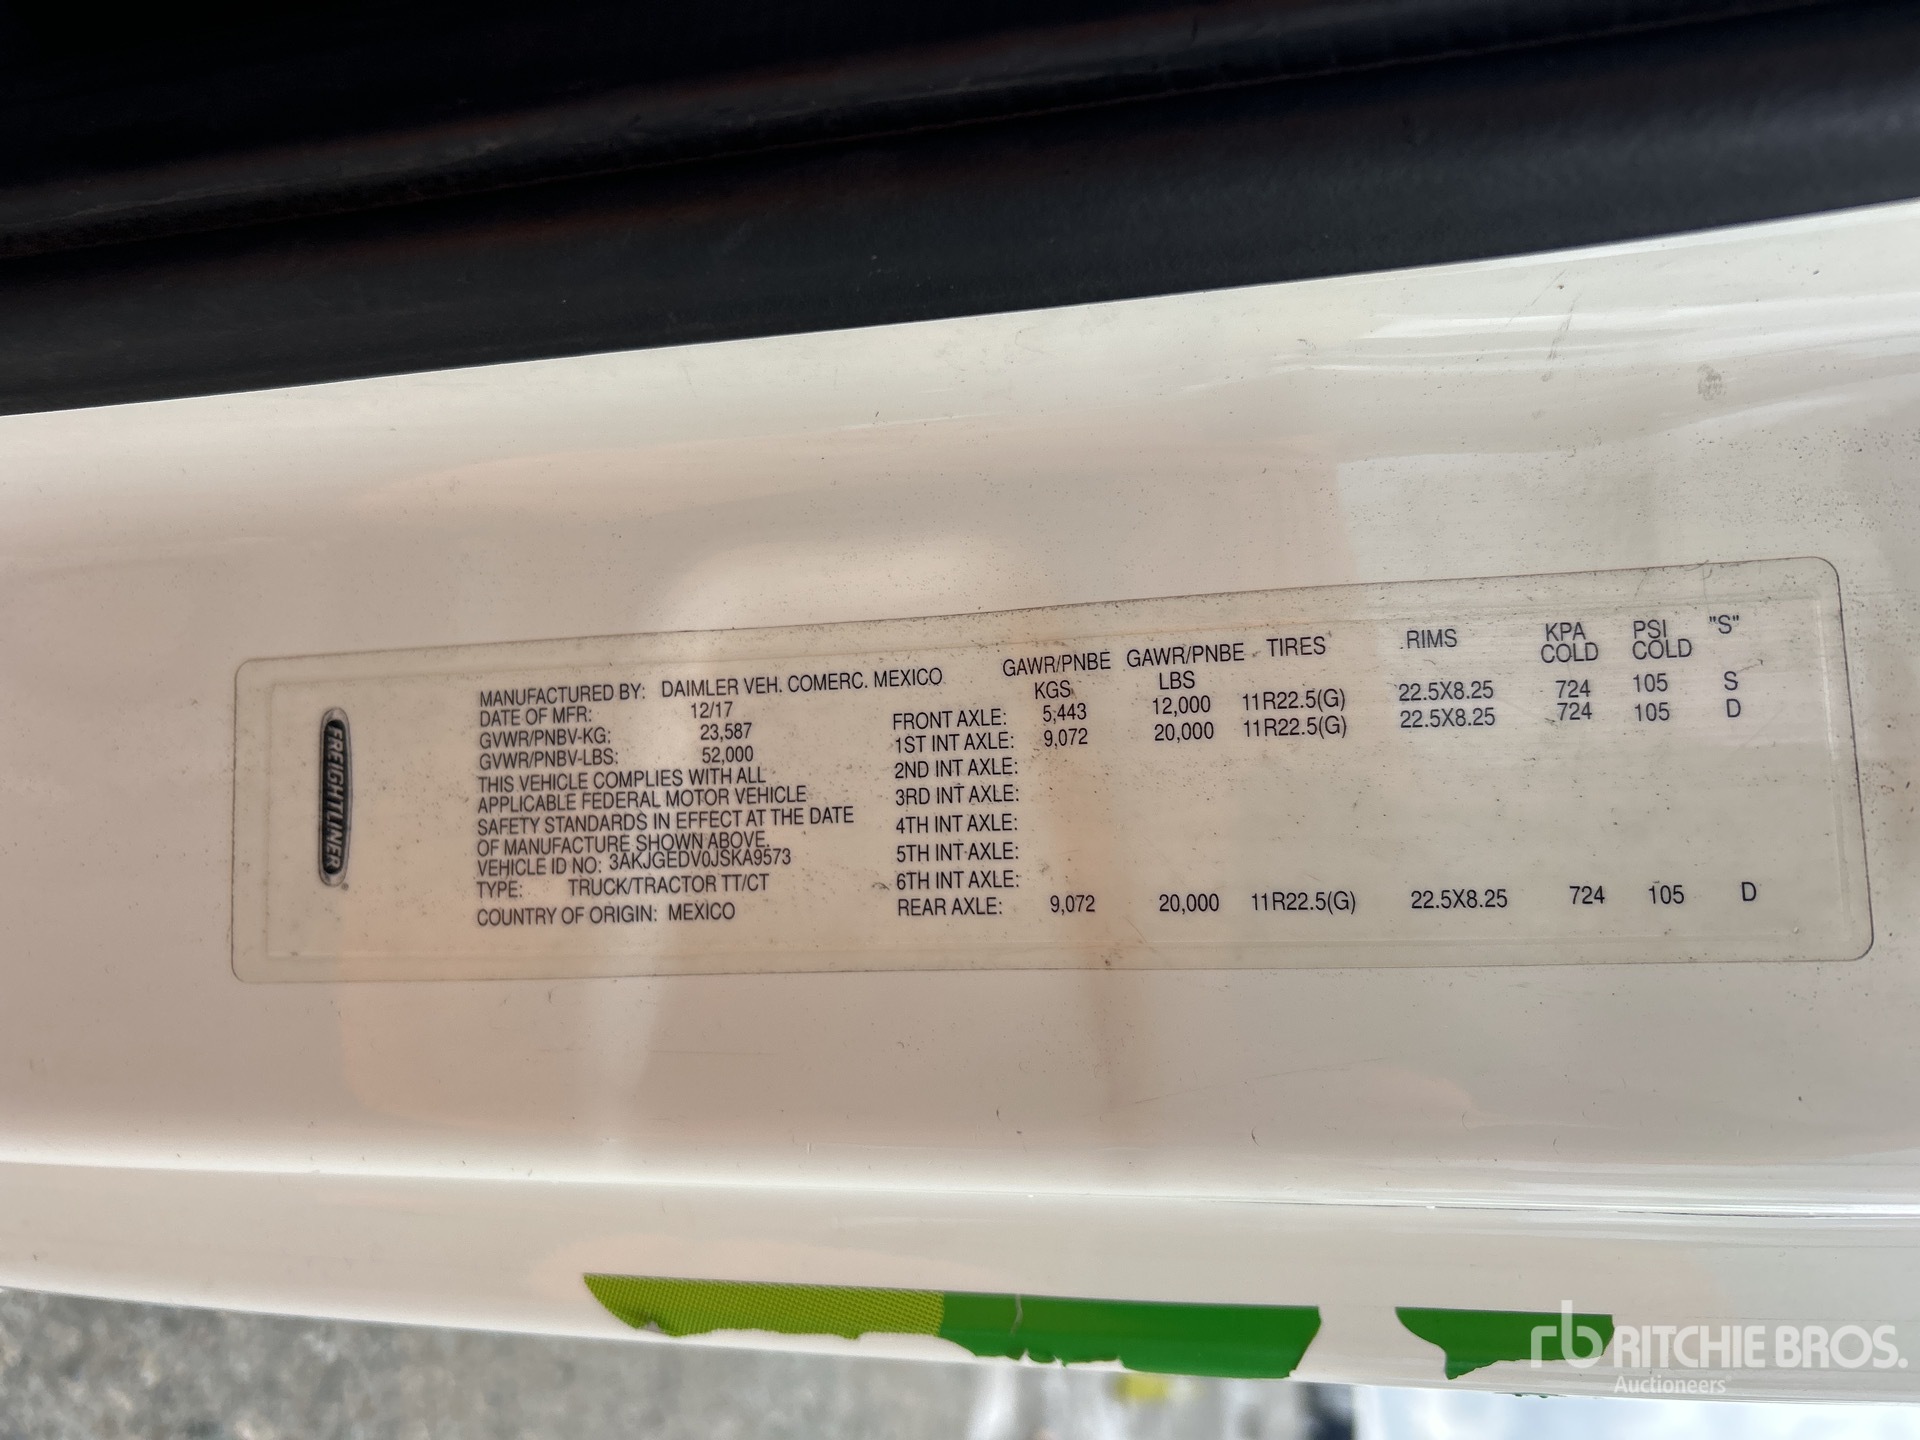 FREIGHTLINER
MANUFACTURED BY: DAIMLER VEH. COMERC. MEXICO
DATE OF MFR: 12/17
GVWR/PNBV-KG: 23,587
GVWR/PNBV-LBS: 52,000
THIS VEHICLE COMPLIES WITH ALL
APPLICABLE FEDERAL MOTOR VEHICLE
SAFETY STANDARDS IN EFFECT AT THE DATE
OF MANUFACTURE SHOWN ABOVE.
VEHICLE ID NO: 3AKJGEDV0JSKA9573
TYPE: TRUCK/TRACTOR TT/CT
COUNTRY OF ORIGIN: MEXICO
GAWR/PNBE GAWR/PNBE TIRES RIMS KPA PSI "S"
KGS LBS COLD COLD
FRONT AXLE: 5,443 12,000 11R22.5(G) 22.5X8.25 724 105 S
1ST INT AXLE: 9,072 20,000 11R22.5(G) 22.5X8.25 724 105 D
2ND INT AXLE:
3RD INT AXLE:
4TH INT AXLE:
5TH INT AXLE:
6TH INT AXLE:
REAR AXLE: 9,072 20,000 11R22.5(G) 22.5X8.25 724 105 D
rb RITCHIE BROS.
Auctioneers